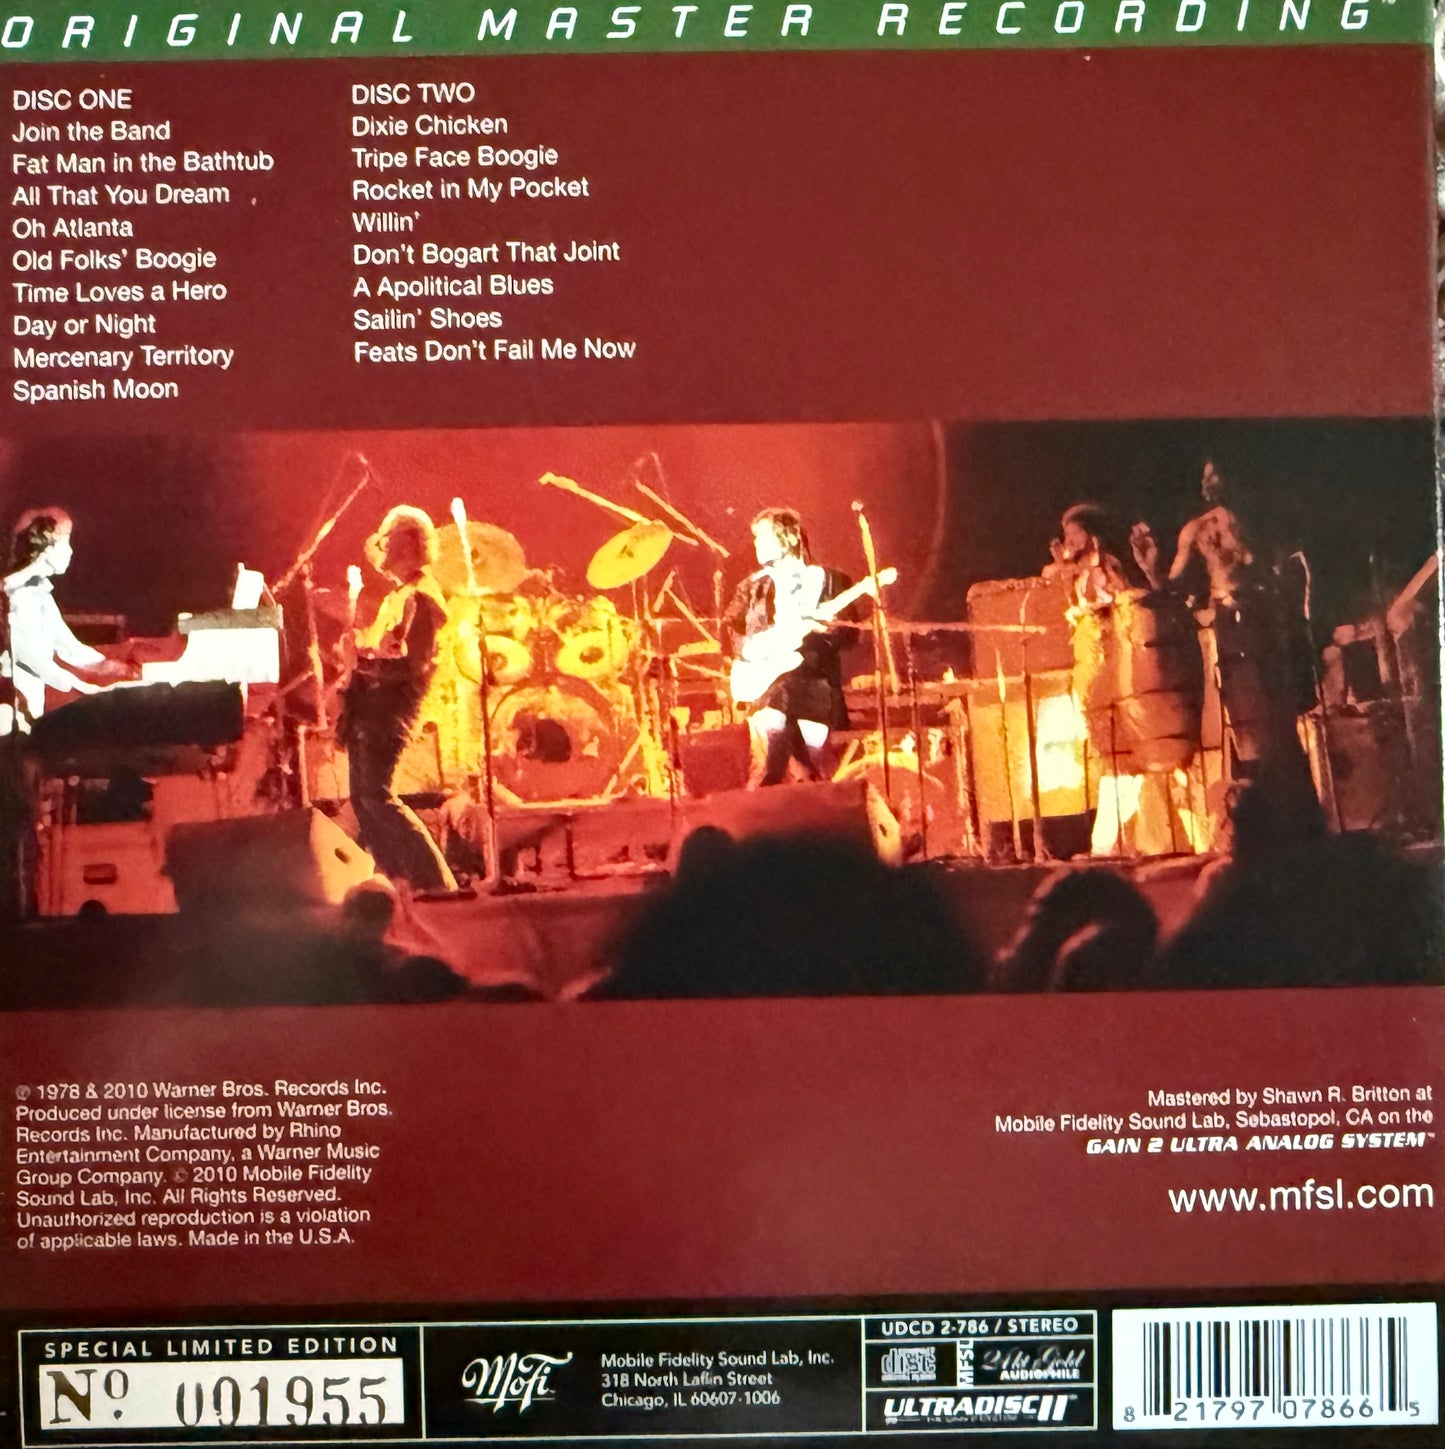 ORIGINAL MASTER RECORDING™
DISC ONE
Join the Band
Fat Man in the Bathtub
All That You Dream
Oh Atlanta
Old Folks' Boogie
Time Loves a Hero
Day or Night
Mercenary Territory
Spanish Moon
DISC TWO
Dixie Chicken
Tripe Face Boogie
Rocket in My Pocket
Willin'
Don't Bogart That Joint
A Apolitical Blues
Sailin' Shoes
Feats Don't Fail Me Now
℗ 1978 & 2010 Warner Bros. Records Inc.
Produced under license from Warner Bros.
Records Inc. Manufactured by Rhino
Entertainment Company, a Warner Music
Group Company. © 2010 Mobile Fidelity
Sound Lab, Inc. All Rights Reserved.
Unauthorized reproduction is a violation
of applicable laws. Made in the U.S.A.
Mastered by Shawn R. Britton at
Mobile Fidelity Sound Lab, Sebastopol, CA on the
GAIN 2 ULTRA ANALOG SYSTEM™
www.mfsl.com
SPECIAL LIMITED EDITION
Nº. 001955
MoFi
Mobile Fidelity Sound Lab, Inc.
318 North Laflin Street
Chicago, IL 60607-1006
UDCD 2-786 / STEREO
disc
MFSL
24kt Gold
AUDIOPHILE
ULTRADISC II™
8 21797 07866 5